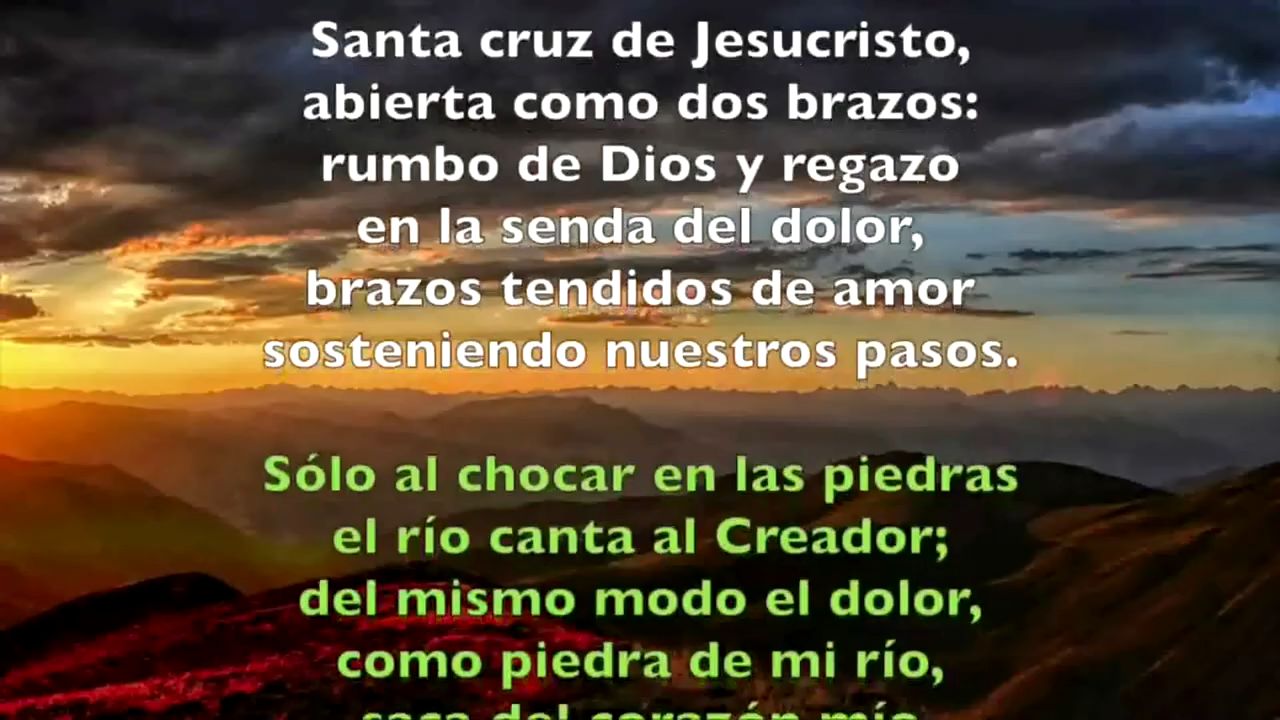 Santa cruz de Jesucristo,
abierta como dos brazos:
rumbo de Dios y regazo
en la senda del dolor,
brazos tendidos de amor
sosteniendo nuestros pasos.
Sólo al chocar en las piedras
el río canta al Creador;
del mismo modo el dolor,
como piedra de mi río,
saca del corazón mío